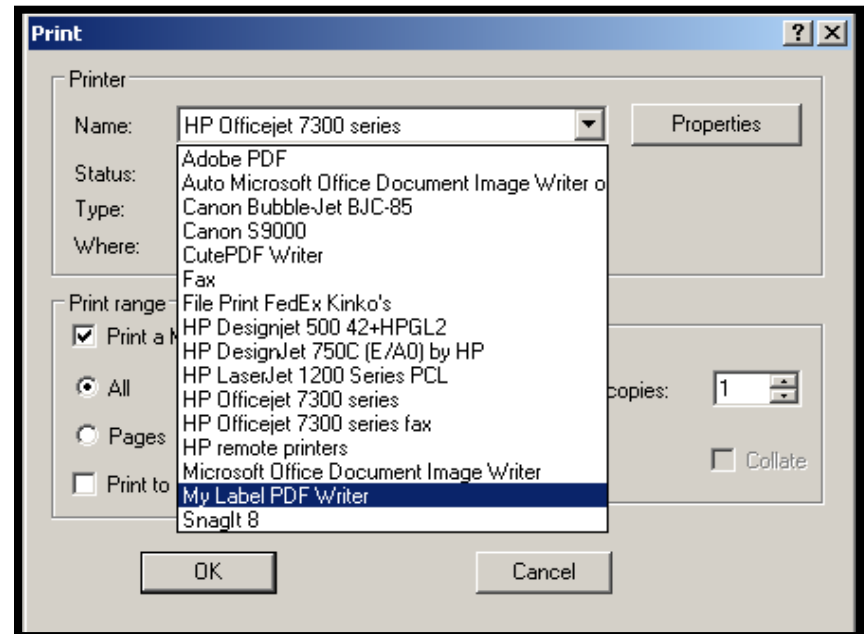 Print
Printer
Name: HP Officejet 7300 series Properties
Status:
Type:
Where:
Adobe PDF
Auto Microsoft Office Document Image Writer o
Canon Bubble-Jet BJC-85
Canon S9000
CutePDF Writer
Fax
File Print FedEx Kinko's
HP Designjet 500 42+HPGL2
HP DesignJet 750C (E/A0) by HP
HP LaserJet 1200 Series PCL
HP Officejet 7300 series
HP Officejet 7300 series fax
HP remote printers
Microsoft Office Document Image Writer
My Label PDF Writer
SnagIt 8
Print range
Print a
All
Pages
Print to
copies: 1
Collate
OK Cancel